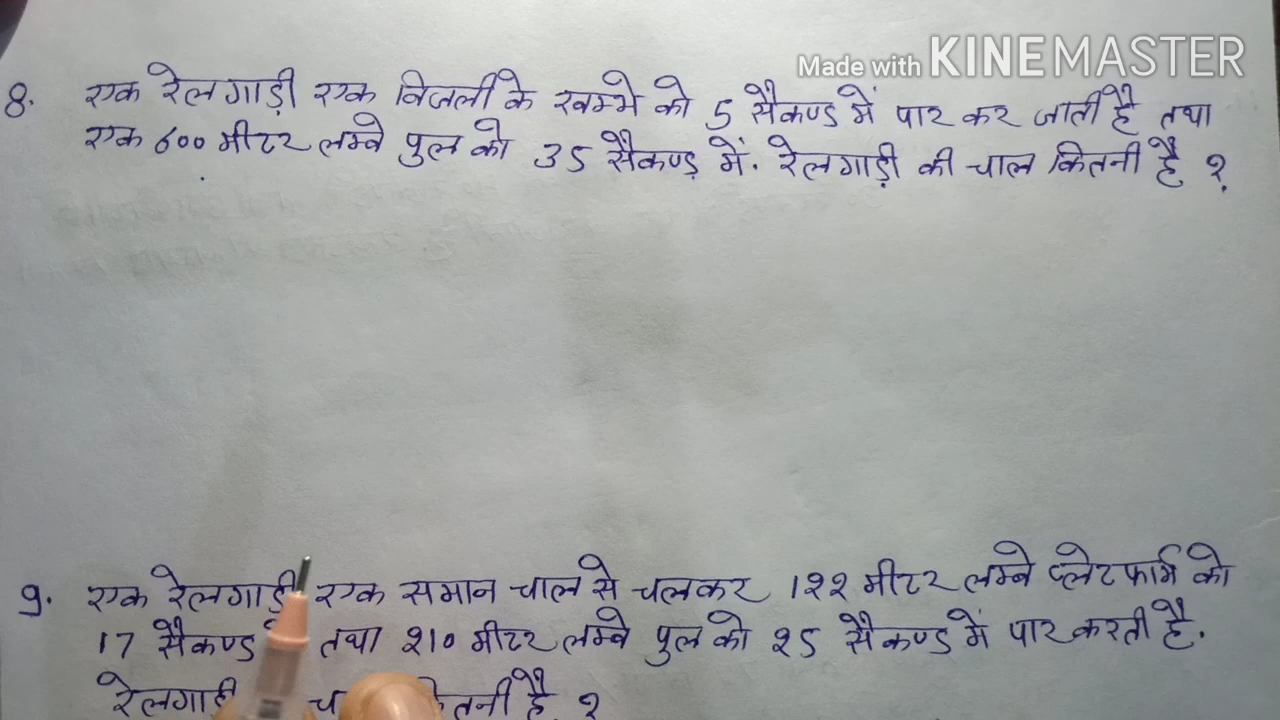 Made with KINEMASTER
8. एक रेलगाड़ी एक बिजली के खम्भे को 5 सैकण्ड में पार कर जाती है तथा
एक 600 मीटर लम्बे पुल को 35 सैकण्ड़ में. रेलगाड़ी की चाल कितनी है ?
9. एक रेलगाड़ी एक समान चाल से चलकर 122 मीटर लम्बे प्लेटफार्म को
17 सैकण्ड तथा 210 मीटर लम्बे पुल को 25 सैकण्ड में पार करती है.
है ?